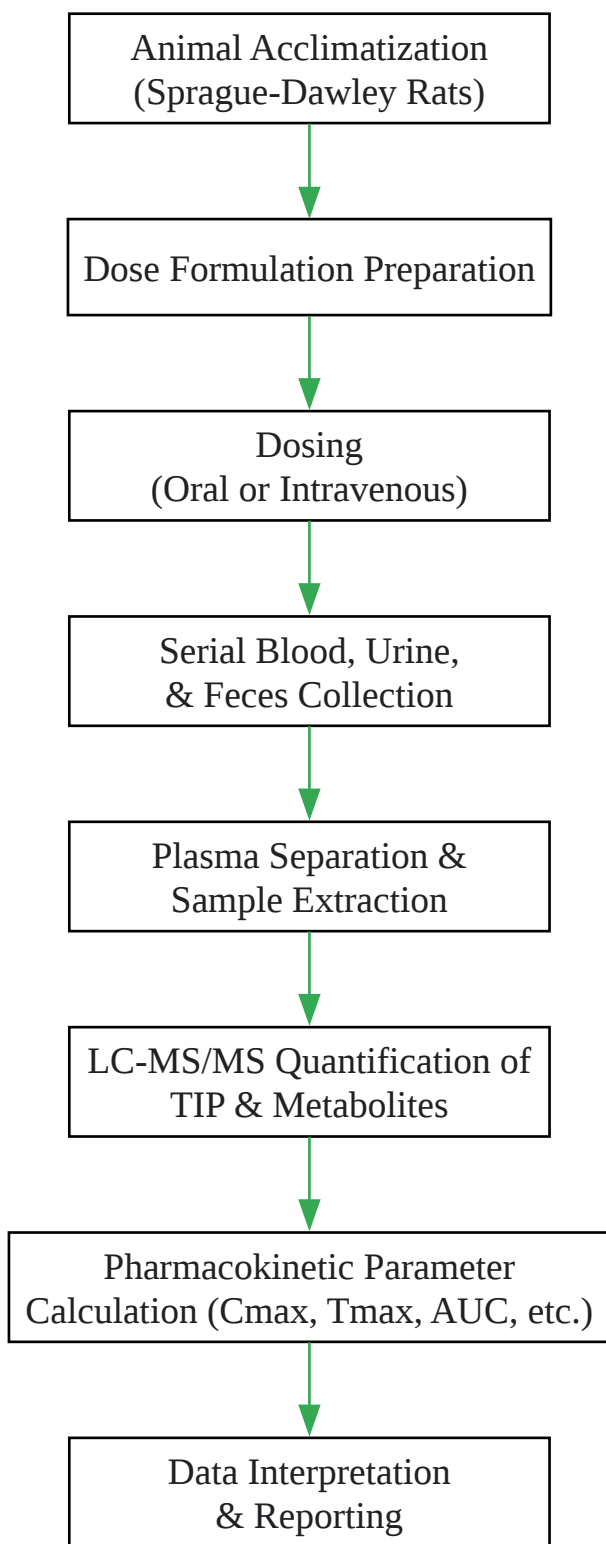 Animal Acclimatization
(Sprague-Dawley Rats)
Dose Formulation Preparation
Dosing
(Oral or Intravenous)
Serial Blood, Urine,
& Feces Collection
Plasma Separation &
Sample Extraction
LC-MS/MS Quantification of
TIP & Metabolites
Pharmacokinetic Parameter
Calculation (Cmax, Tmax, AUC, etc.)
Data Interpretation
& Reporting